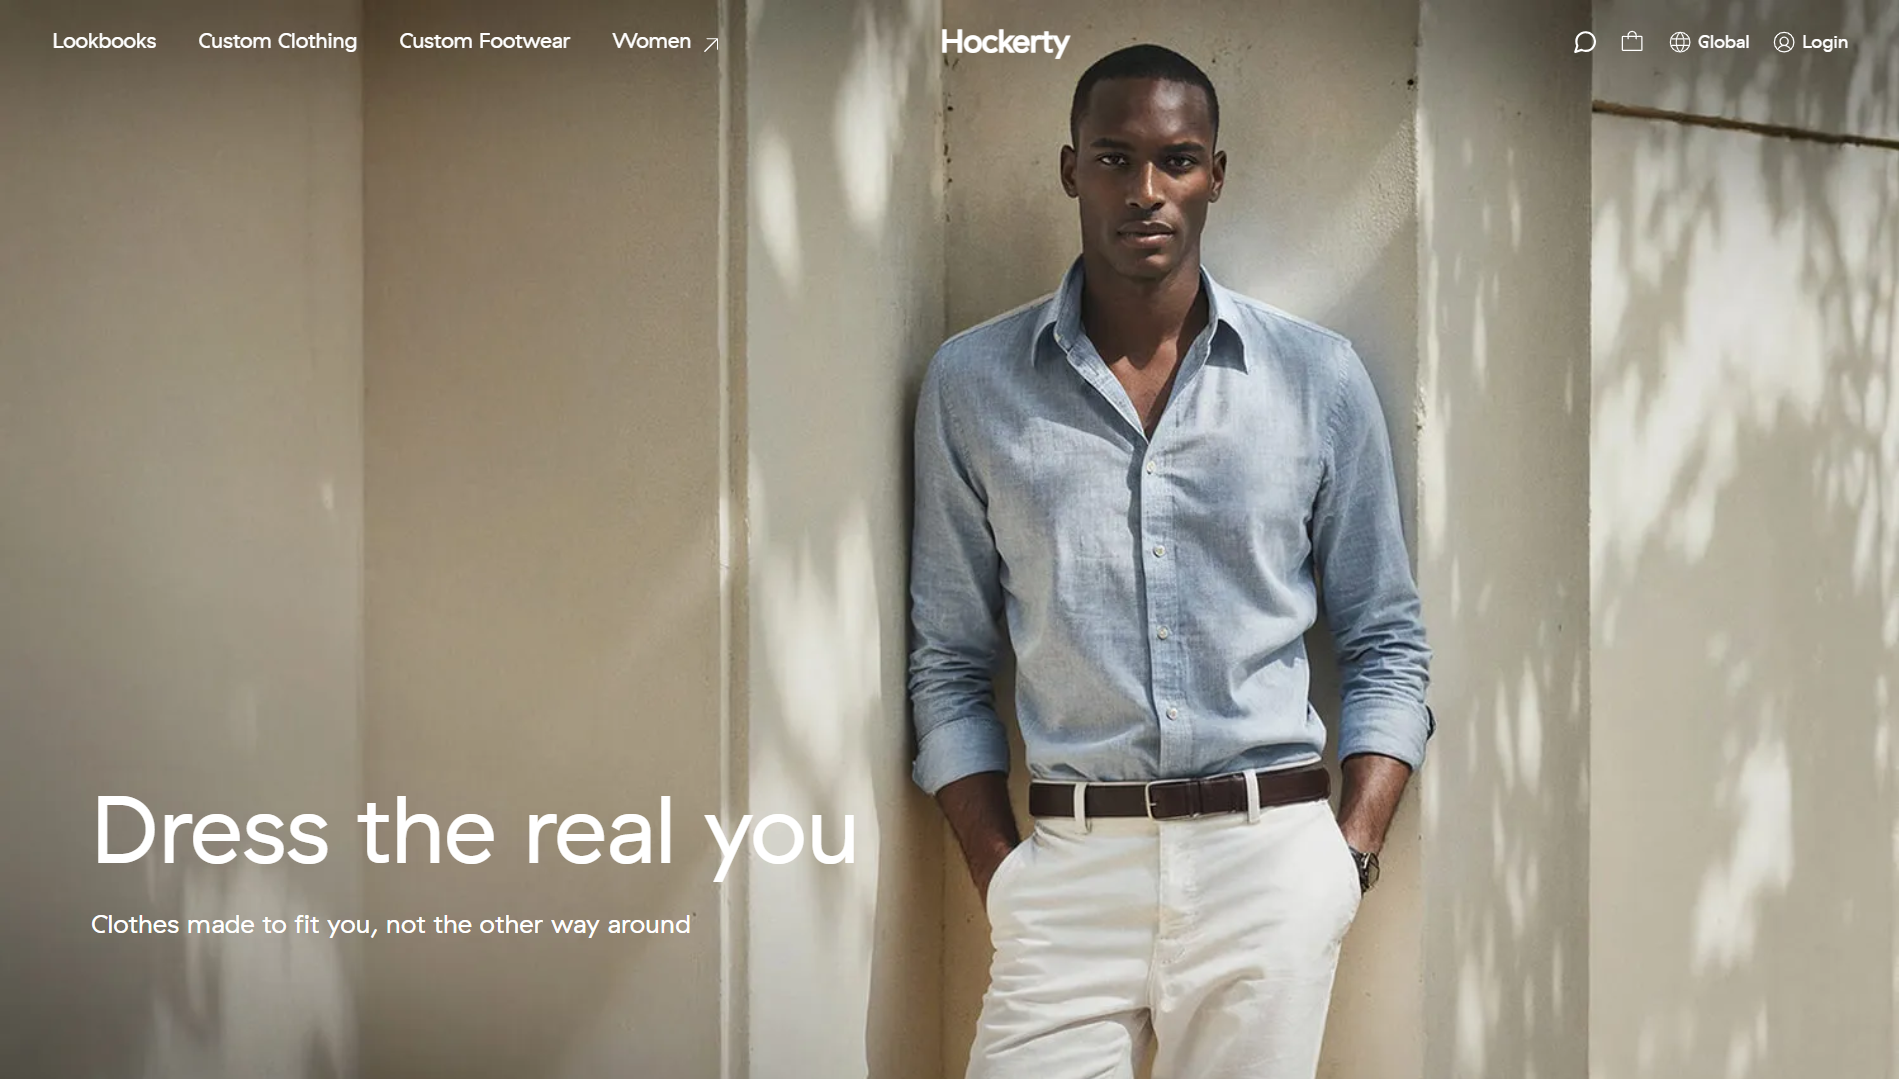 Lookbooks Custom Clothing Custom Footwear Women Hockerty Global Login
Dress the real you
Clothes made to fit you, not the other way around